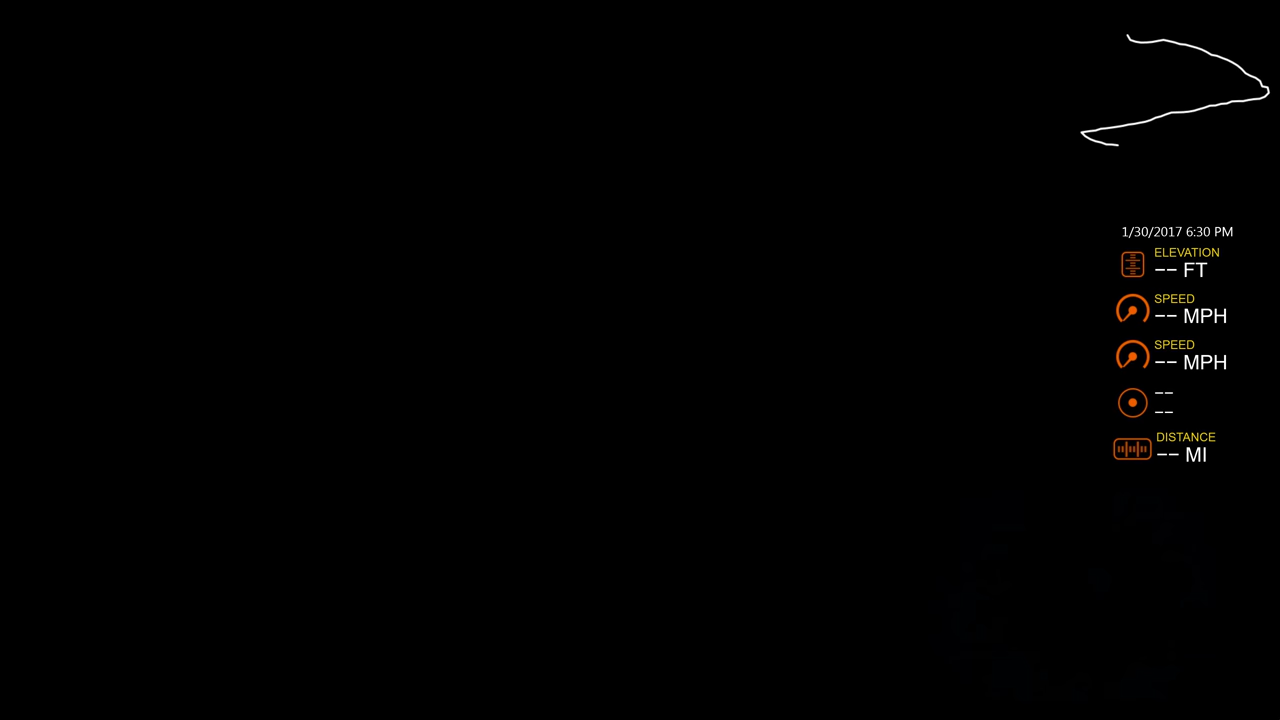 1/30/2017 6:30 PM
ELEVATION
-- FT
SPEED
-- MPH
SPEED
-- MPH
--
--
DISTANCE
-- MI